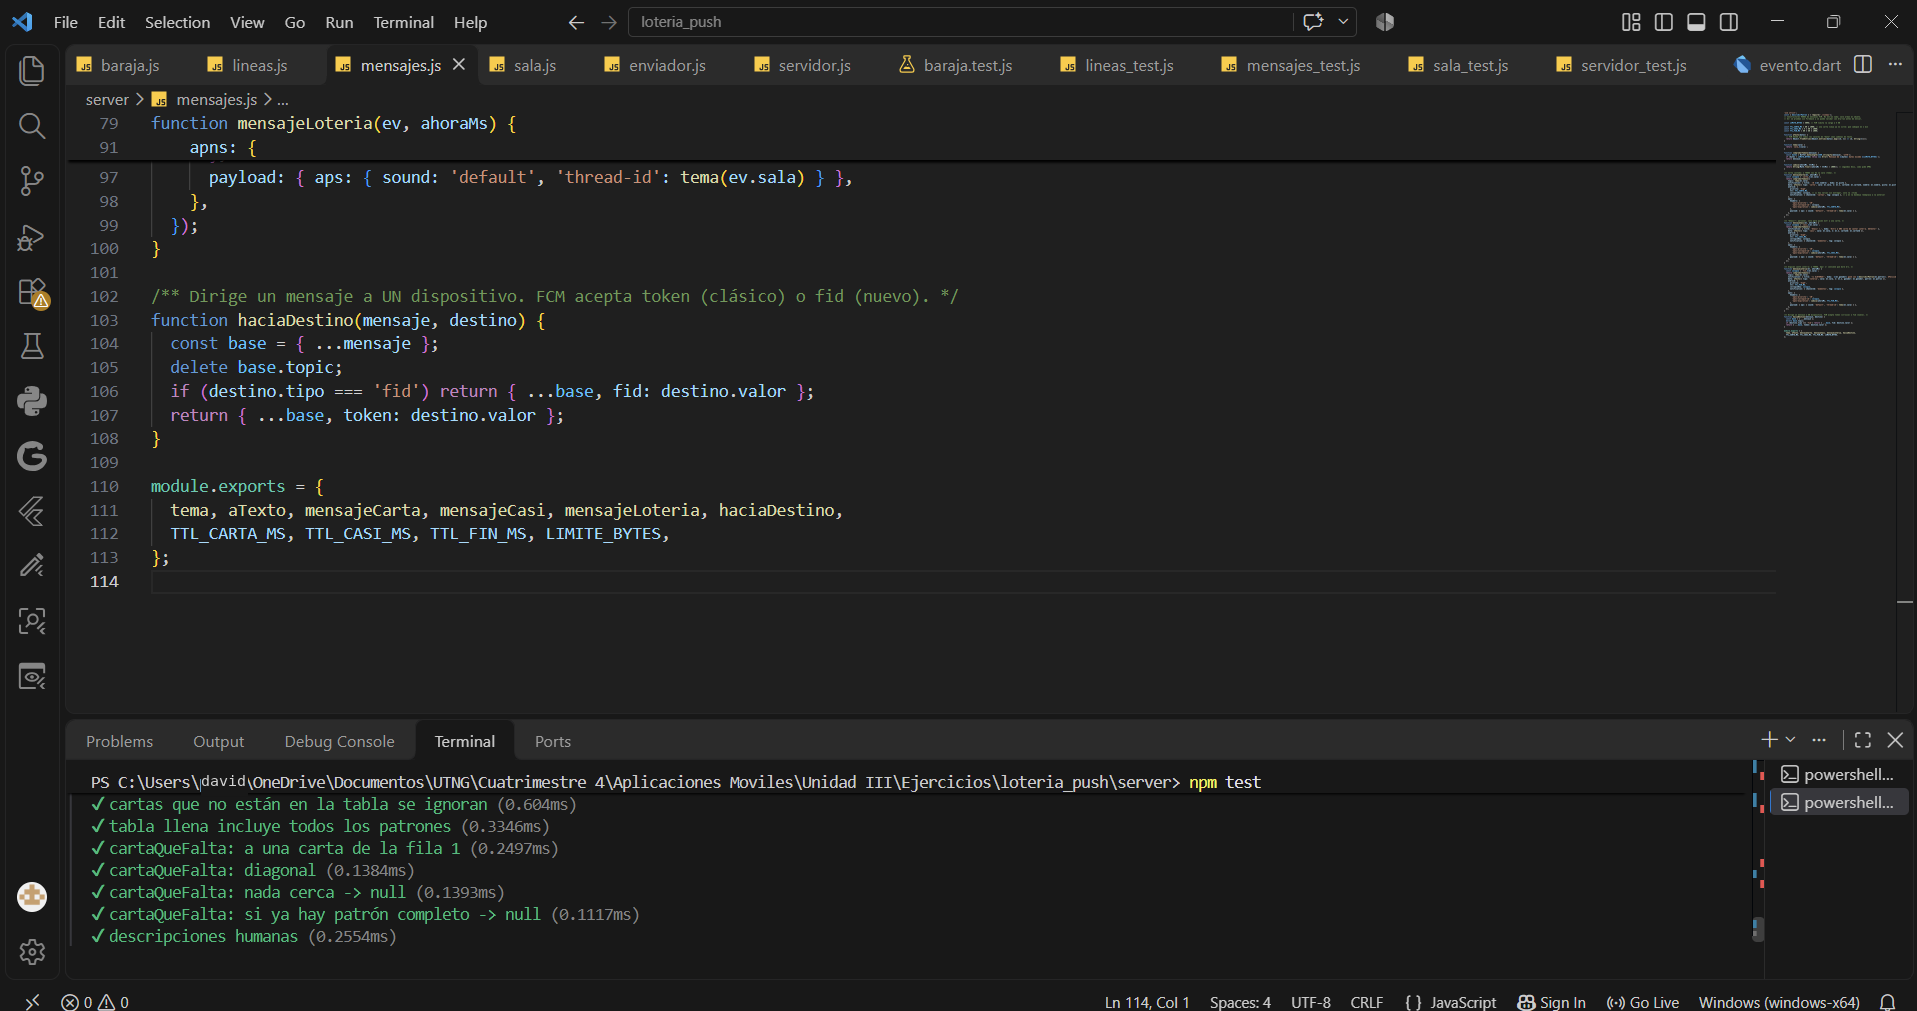 File Edit Selection View Go Run Terminal Help
loteria_push
baraja.js lineas.js mensajes.js sala.js enviador.js servidor.js baraja.test.js lineas_test.js mensajes_test.js sala_test.js servidor_test.js evento.dart
server > mensajes.js > ...
79 function mensajeLoteria(ev, ahoraMs) {
91 apns: {
97 payload: { aps: { sound: 'default', 'thread-id': tema(ev.sala) } },
98 },
99 });
100 }
101
102 /** Dirige un mensaje a UN dispositivo. FCM acepta token (clásico) o fid (nuevo). */
103 function haciaDestino(mensaje, destino) {
104 const base = { ...mensaje };
105 delete base.topic;
106 if (destino.tipo === 'fid') return { ...base, fid: destino.valor };
107 return { ...base, token: destino.valor };
108 }
109
110 module.exports = {
111 tema, aTexto, mensajeCarta, mensajeCasi, mensajeLoteria, haciaDestino,
112 TTL_CARTA_MS, TTL_CASI_MS, TTL_FIN_MS, LIMITE_BYTES,
113 };
114
Problems Output Debug Console Terminal Ports
PS C:\Users\david\OneDrive\Documentos\UTNG\Cuatrimestre 4\Aplicaciones Moviles\Unidad III\Ejercicios\loteria_push\server> npm test
✓ cartas que no están en la tabla se ignoran (0.604ms)
✓ tabla llena incluye todos los patrones (0.3346ms)
✓ cartaQueFalta: a una carta de la fila 1 (0.2497ms)
✓ cartaQueFalta: diagonal (0.1384ms)
✓ cartaQueFalta: nada cerca -> null (0.1393ms)
✓ cartaQueFalta: si ya hay patrón completo -> null (0.1117ms)
✓ descripciones humanas (0.2554ms)
powershell...
powershell...
0 0 Ln 114, Col 1 Spaces: 4 UTF-8 CRLF {} JavaScript Sign In Go Live Windows (windows-x64)